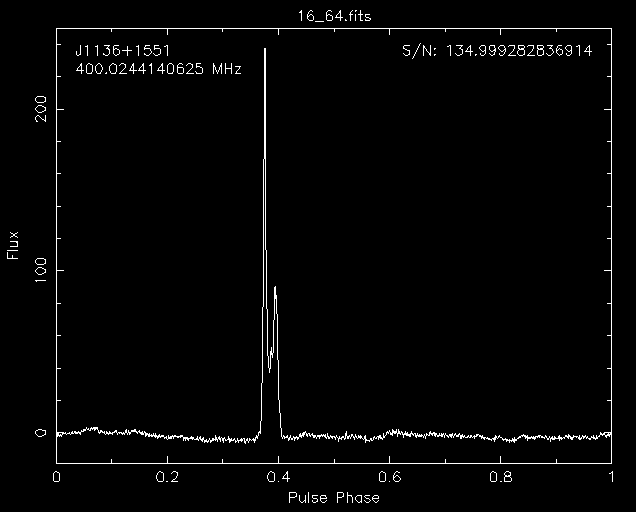 16_64.fits
J1136+1551
S/N: 134.999282836914
400.0244140625 MHz
200
100
0
Flux
0 0.2 0.4 0.6 0.8 1
Pulse Phase